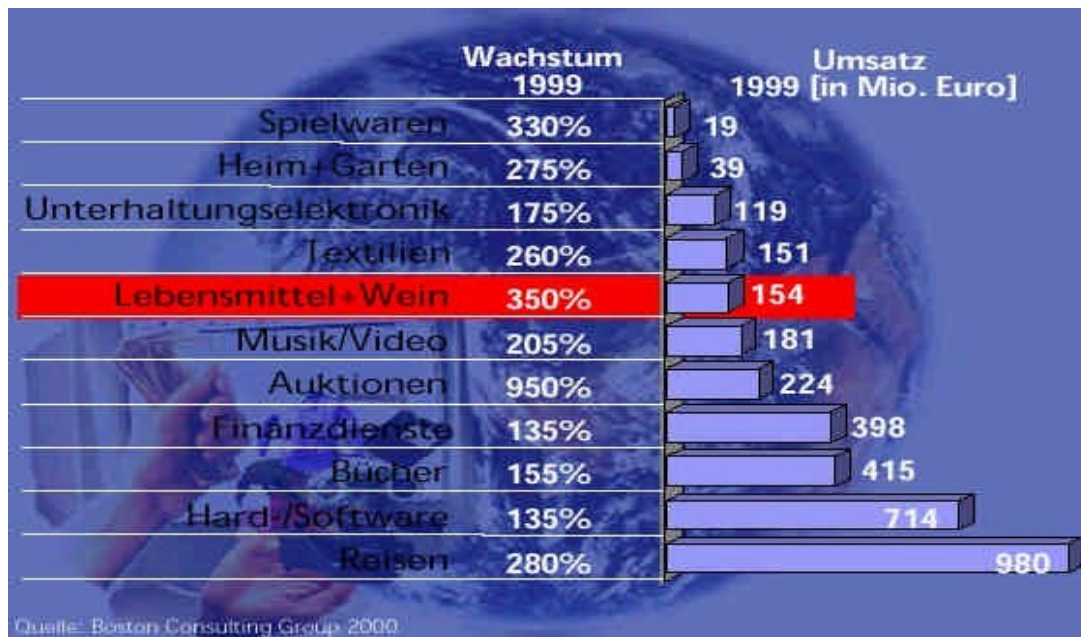 Wachstum Umsatz
1999 1999 [in Mio. Euro]
Spielwaren 330% 19
Heim+Garten 275% 39
Unterhaltungselektronik 175% 119
Textilien 260% 151
Lebensmittel+Wein 350% 154
Musik/Video 205% 181
Auktionen 950% 224
Finanzdienste 135% 398
Bücher 155% 415
Hard-/Software 135% 714
Reisen 280% 980
Quelle: Boston Consulting Group 2000